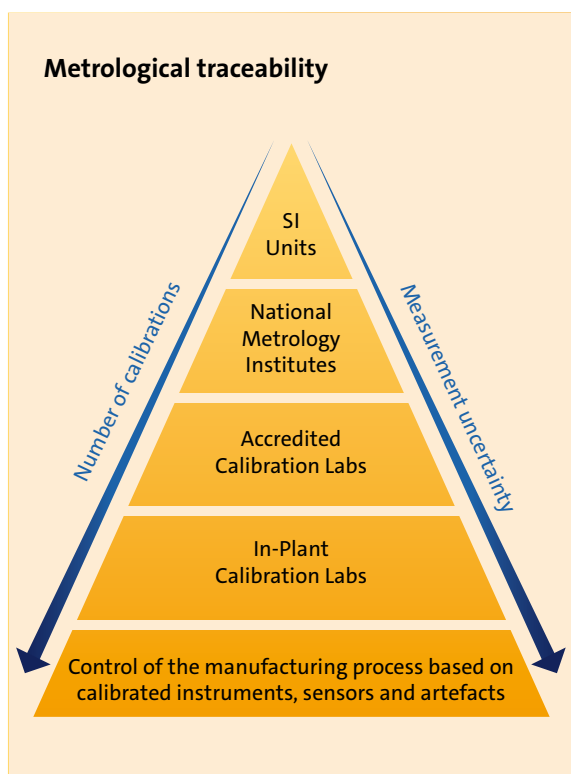 Metrological traceability
SI
Units
National
Metrology
Institutes
Accredited
Calibration Labs
In-Plant
Calibration Labs
Control of the manufacturing process based on
calibrated instruments, sensors and artefacts
Number of calibrations
Measurement uncertainty